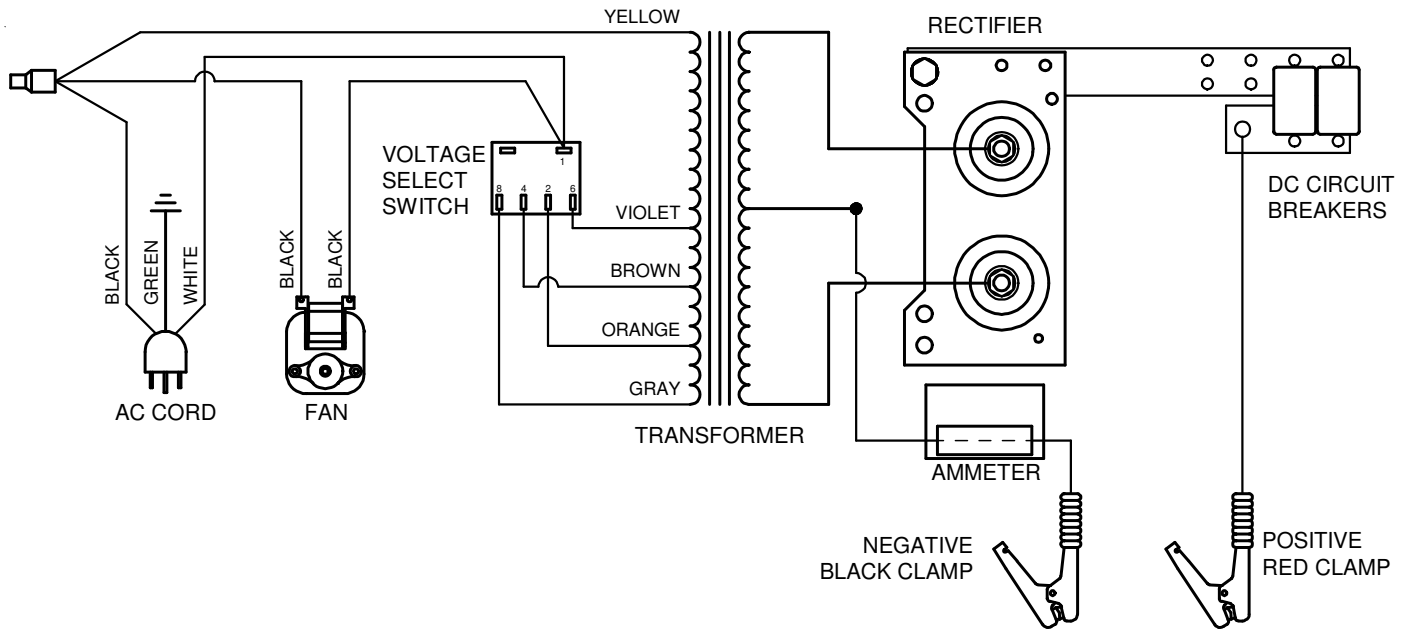 YELLOW
RECTIFIER
VOLTAGE
SELECT
SWITCH
1
8 4 2 6
VIOLET
BROWN
ORANGE
GRAY
DC CIRCUIT
BREAKERS
BLACK
GREEN
WHITE
BLACK
BLACK
AC CORD
FAN
TRANSFORMER
AMMETER
NEGATIVE
BLACK CLAMP
POSITIVE
RED CLAMP